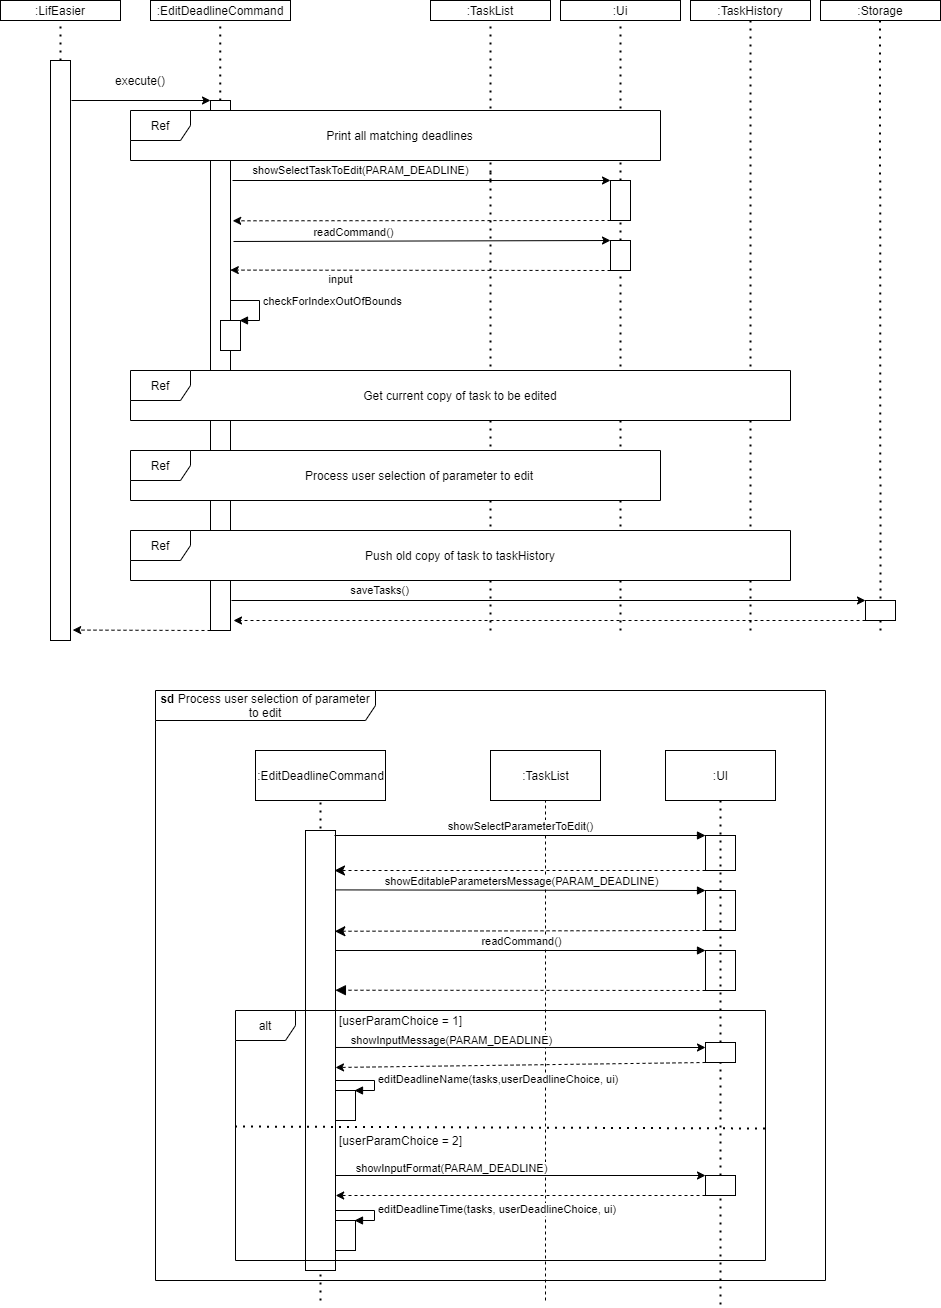 :LifEasier
:EditDeadlineCommand
:TaskList
:Ui
:TaskHistory
:Storage
execute()
Ref
Print all matching deadlines
showSelectTaskToEdit(PARAM_DEADLINE)
readCommand()
input
checkForIndexOutOfBounds
Ref
Get current copy of task to be edited
Ref
Process user selection of parameter to edit
Ref
Push old copy of task to taskHistory
saveTasks()
sd Process user selection of parameter
to edit
:EditDeadlineCommand
:TaskList
:UI
showSelectParameterToEdit()
showEditableParametersMessage(PARAM_DEADLINE)
readCommand()
alt
[userParamChoice = 1]
showInputMessage(PARAM_DEADLINE)
editDeadlineName(tasks,userDeadlineChoice, ui)
[userParamChoice = 2]
showInputFormat(PARAM_DEADLINE)
editDeadlineTime(tasks, userDeadlineChoice, ui)